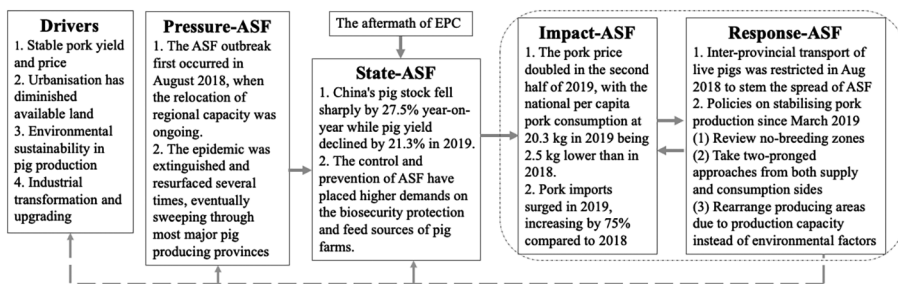 Drivers
1. Stable pork yield
and price
2. Urbanisation has
diminished
available land
3. Environmental
sustainability in
pig production
4. Industrial
transformation and
upgrading
Pressure-ASF
1. The ASF outbreak
first occurred in
August 2018, when
the relocation of
regional capacity was
ongoing.
2. The epidemic was
extinguished and
resurfaced several
times, eventually
sweeping through
most major pig
producing provinces
The aftermath of EPC
State-ASF
1. China's pig stock fell
sharply by 27.5% year-on-
year while pig yield
declined by 21.3% in 2019.
2. The control and
prevention of ASF have
placed higher demands on
the biosecurity protection
and feed sources of pig
farms.
Impact-ASF
1. The pork price
doubled in the second
half of 2019, with the
national per capita
pork consumption at
20.3 kg in 2019 being
2.5 kg lower than in
2018.
2. Pork imports
surged in 2019,
increasing by 75%
compared to 2018
Response-ASF
1. Inter-provincial transport of
live pigs was restricted in Aug
2018 to stem the spread of ASF
2. Policies on stabilising pork
production since March 2019
(1) Review no-breeding zones
(2) Take two-pronged
approaches from both supply
and consumption sides
(3) Rearrange producing areas
due to production capacity
instead of environmental factors